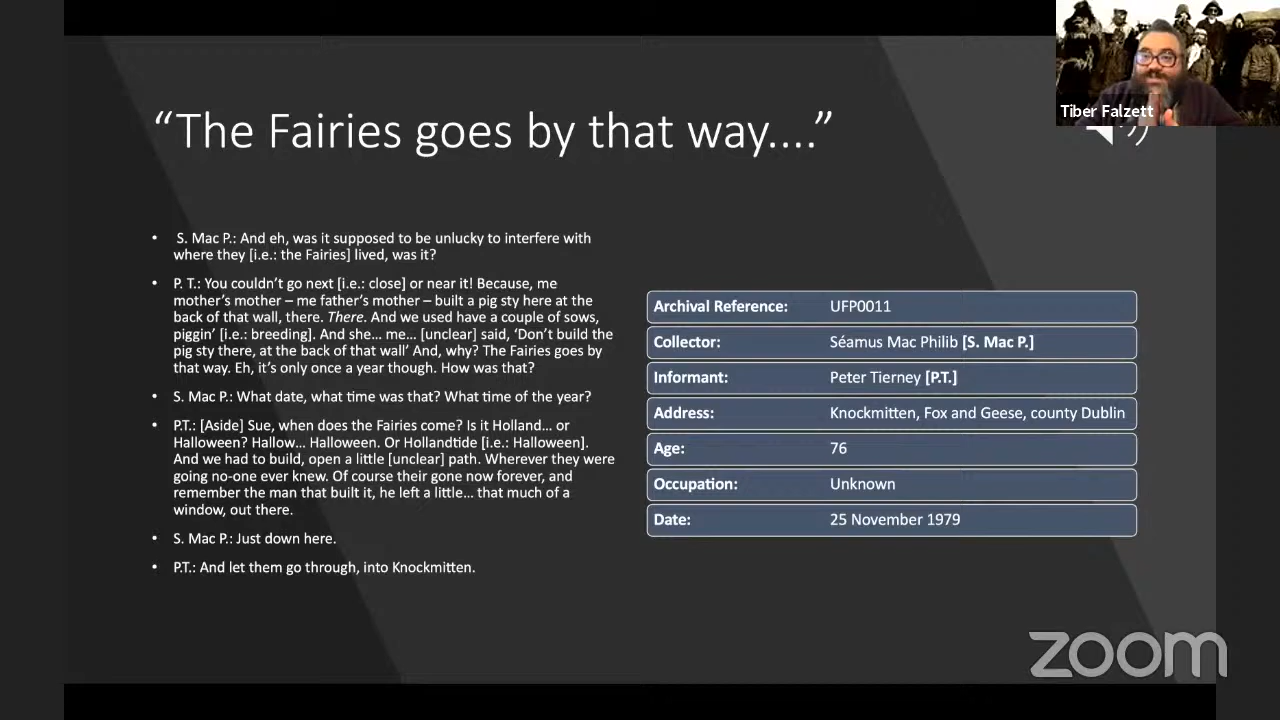 Tiber Falzett
“The Fairies goes by that way....”
• S. Mac P.: And eh, was it supposed to be unlucky to interfere with
where they [i.e.: the Fairies] lived, was it?
• P. T.: You couldn’t go next [i.e.: close] or near it! Because, me
mother’s mother – me father’s mother – built a pig sty here at the
back of that wall, there. There. And we used have a couple of sows,
piggin’ [i.e.: breeding]. And she… me… [unclear] said, ‘Don’t build the
pig sty there, at the back of that wall’ And, why? The Fairies goes by
that way. Eh, it’s only once a year though. How was that?
• S. Mac P.: What date, what time was that? What time of the year?
• P.T.: [Aside] Sue, when does the Fairies come? Is it Holland… or
Halloween? Hallow… Halloween. Or Hollandtide [i.e.: Halloween].
And we had to build, open a little [unclear] path. Wherever they were
going no-one ever knew. Of course their gone now forever, and
remember the man that built it, he left a little… that much of a
window, out there.
• S. Mac P.: Just down here.
• P.T.: And let them go through, into Knockmitten.
Archival Reference: UFP0011
Collector: Séamus Mac Philib [S. Mac P.]
Informant: Peter Tierney [P.T.]
Address: Knockmitten, Fox and Geese, county Dublin
Age: 76
Occupation: Unknown
Date: 25 November 1979
zoom